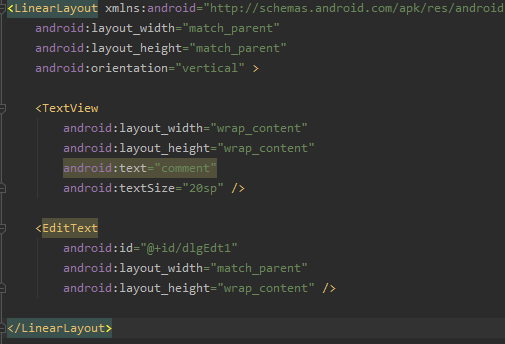 <LinearLayout xmlns:android="http://schemas.android.com/apk/res/android
    android:layout_width="match_parent"
    android:layout_height="match_parent"
    android:orientation="vertical" >

    <TextView
        android:layout_width="wrap_content"
        android:layout_height="wrap_content"
        android:text="comment"
        android:textSize="20sp" />

    <EditText
        android:id="@+id/dlgEdt1"
        android:layout_width="match_parent"
        android:layout_height="wrap_content" />

</LinearLayout>